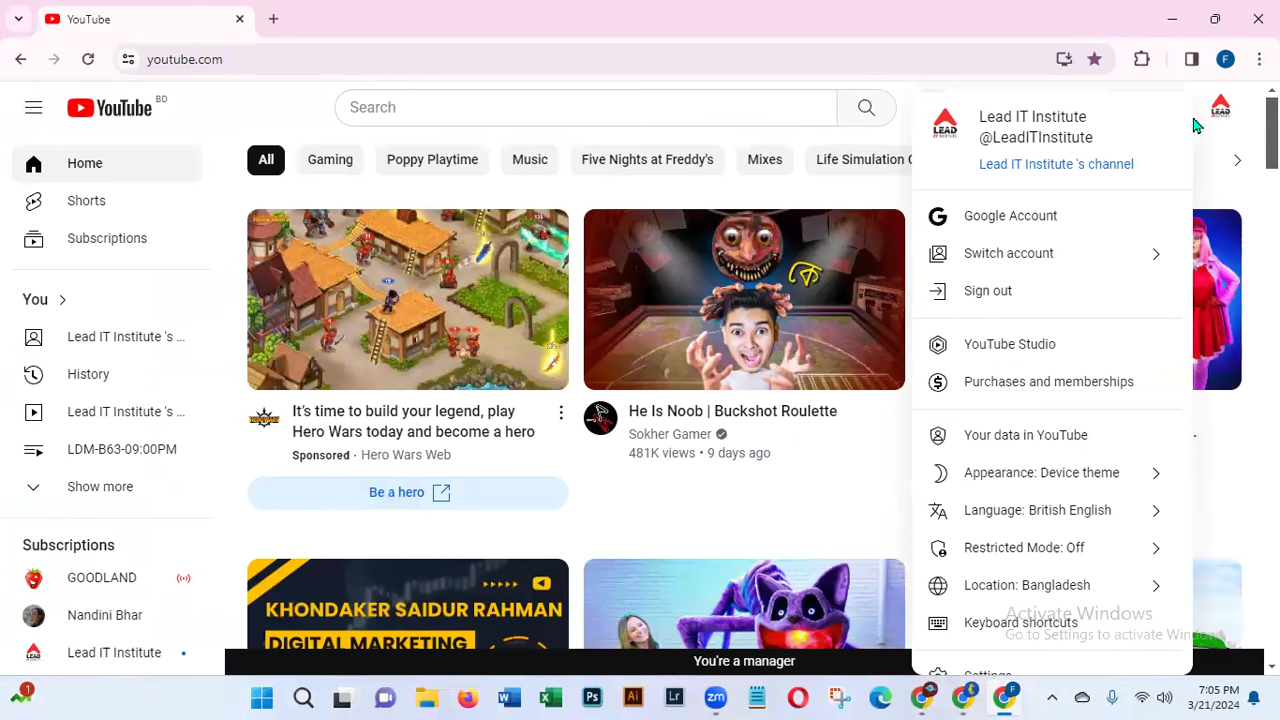 YouTube
youtube.com
F
YouTube BD
Search
LEAD
All
Gaming
Poppy Playtime
Music
Five Nights at Freddy's
Mixes
Life Simulation
Home
Shorts
Subscriptions
You
Lead IT Institute 's ...
History
Lead IT Institute 's ...
LDM-B63-09:00PM
Show more
Subscriptions
GOODLAND
Nandini Bhar
Lead IT Institute
কে
It's time to build your legend, play
Hero Wars today and become a hero
Sponsored · Hero Wars Web
Be a hero
He Is Noob | Buckshot Roulette
Sokher Gamer
481K views • 9 days ago
KHONDAKER SAIDUR RAHMAN
DIGITAL MARKETING
LEAD
Lead IT Institute
@LeadITInstitute
Lead IT Institute 's channel
Google Account
Switch account
Sign out
YouTube Studio
Purchases and memberships
Your data in YouTube
Appearance: Device theme
Language: British English
Restricted Mode: Off
Location: Bangladesh
Keyboard shortcuts
Settings
Activate Windows
Go to Settings to activate Windows.
You're a manager
1
7:05 PM
3/21/2024